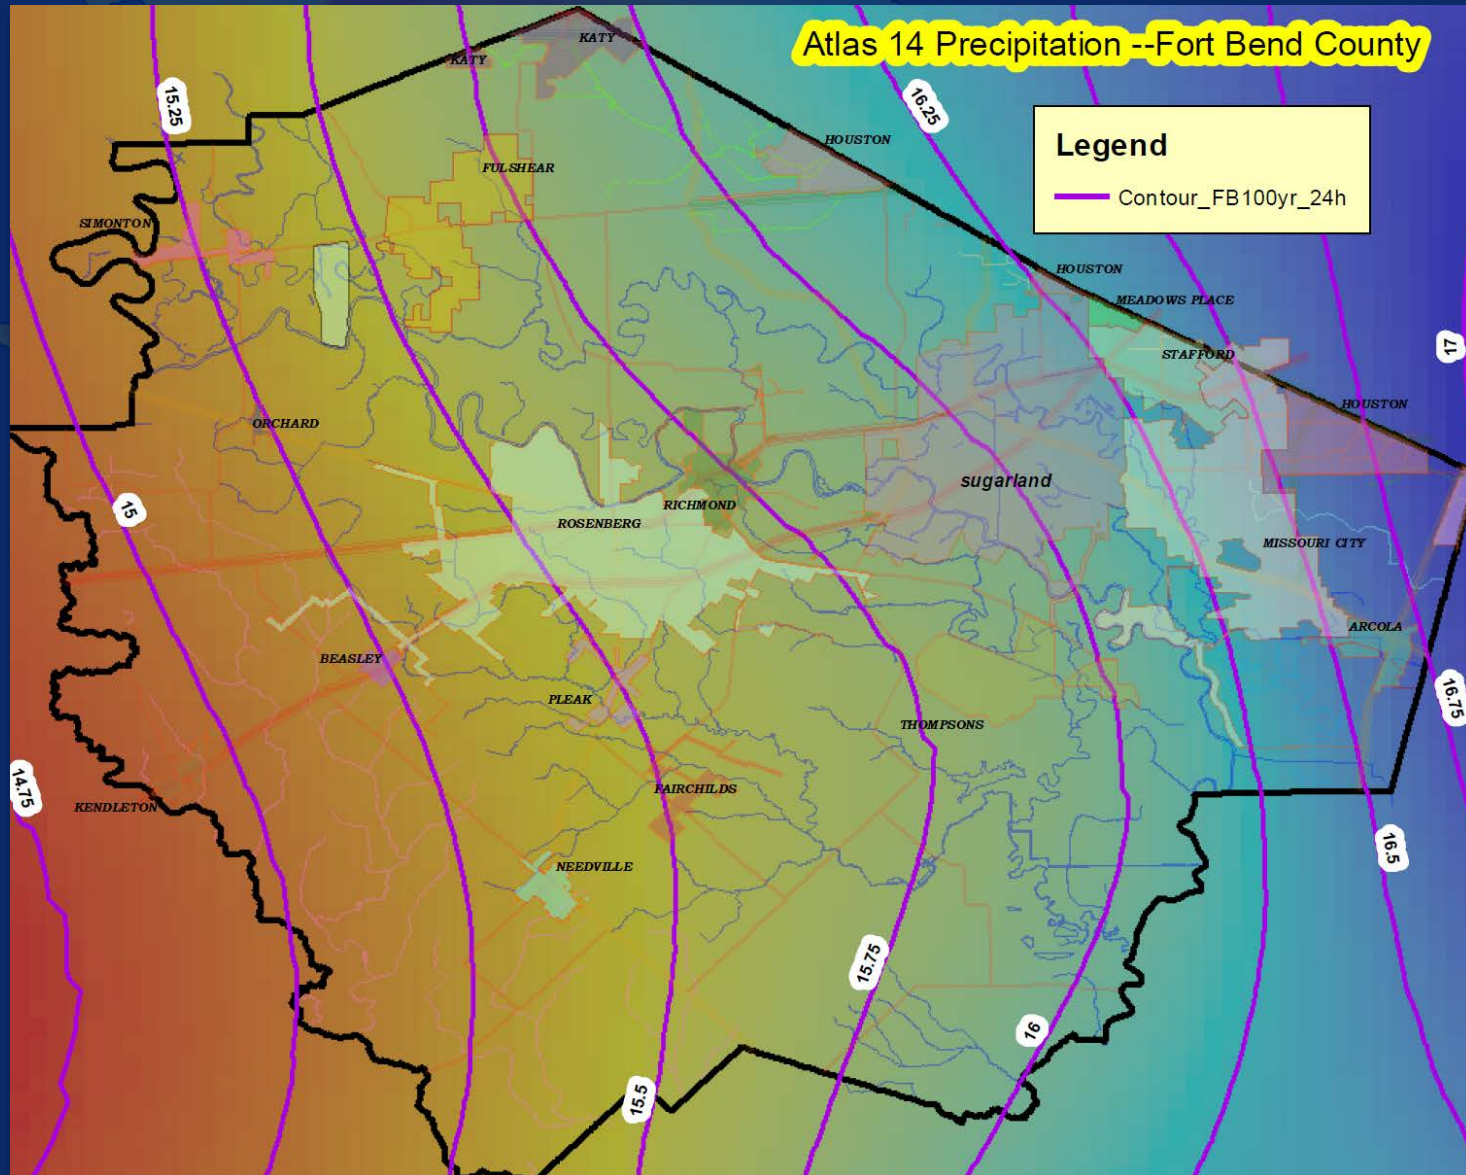 Atlas 14 Precipitation --Fort Bend County
Legend
Contour_FB100yr_24h
KATY
KATY
15.25
16.25
HOUSTON
FULSHEAR
SIMONTON
HOUSTON
MEADOWS PLACE
17
STAFFORD
HOUSTON
ORCHARD
sugarland
15
RICHMOND
ROSENBERG
MISSOURI CITY
ARCOLA
BEASLEY
PLEAK
16.75
THOMPSONS
14.75
FAIRCHILDS
KENDLETON
16.5
NEEDVILLE
15.75
16
15.5